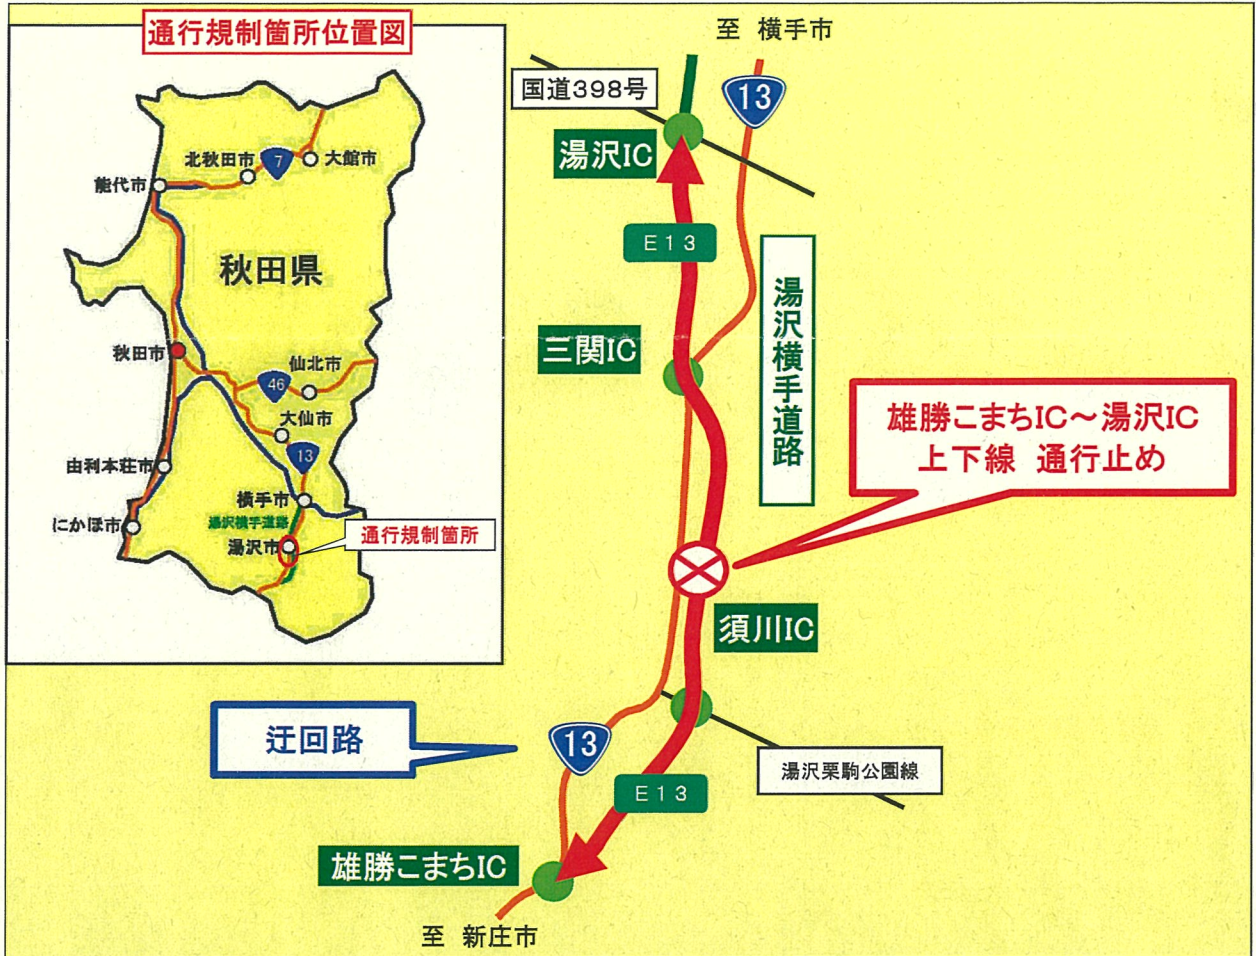 通行規制箇所位置図
北秋田市
7
大館市
能代市
秋田県
秋田市
仙北市
46
大仙市
13
由利本荘市
横手市
湯沢横手道路
にかほ市
湯沢市
通行規制箇所
至 横手市
国道398号
13
湯沢IC
E13
湯沢横手道路
三関IC
雄勝こまちIC～湯沢IC
上下線 通行止め
須川IC
迂回路
13
湯沢栗駒公園線
E13
雄勝こまちIC
至 新庄市